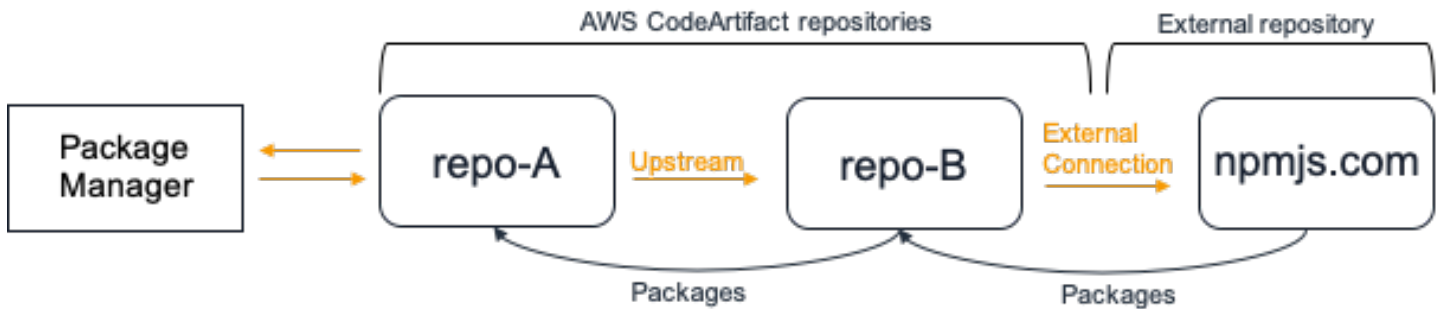 AWS CodeArtifact repositories
External repository
Package
Manager
repo-A
Upstream
repo-B
External
Connection
npmjs.com
Packages
Packages